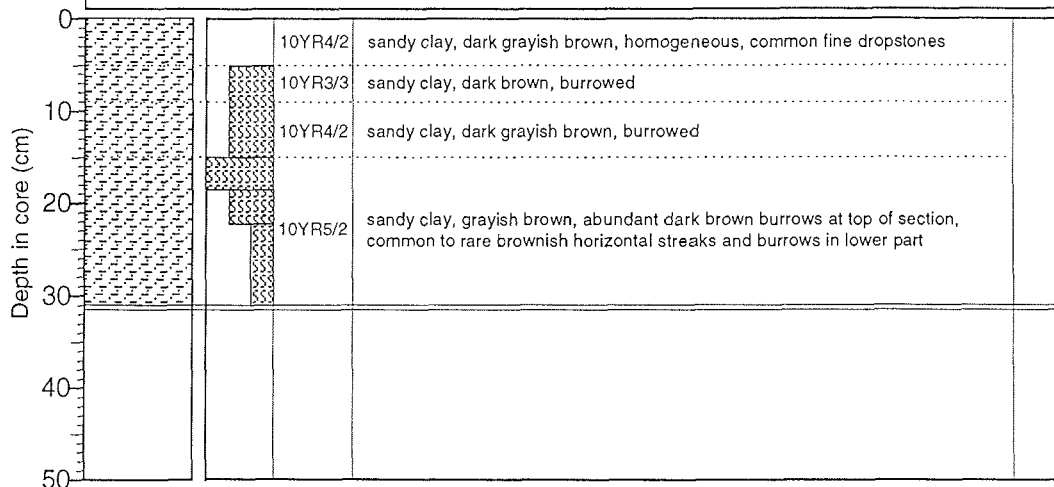 0
10YR4/2 sandy clay, dark grayish brown, homogeneous, common fine dropstones
10YR3/3 sandy clay, dark brown, burrowed
10
10YR4/2 sandy clay, dark grayish brown, burrowed
20
10YR5/2 sandy clay, grayish brown, abundant dark brown burrows at top of section,
common to rare brownish horizontal streaks and burrows in lower part
30
40
50
Depth in core (cm)